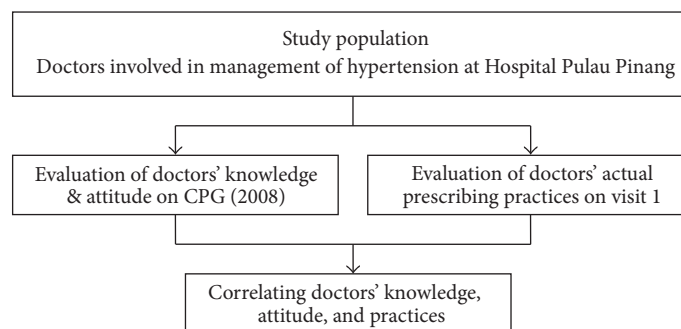 Study population
Doctors involved in management of hypertension at Hospital Pulau Pinang
Evaluation of doctors’ knowledge
& attitude on CPG (2008)
Evaluation of doctors’ actual
prescribing practices on visit 1
Correlating doctors’ knowledge,
attitude, and practices